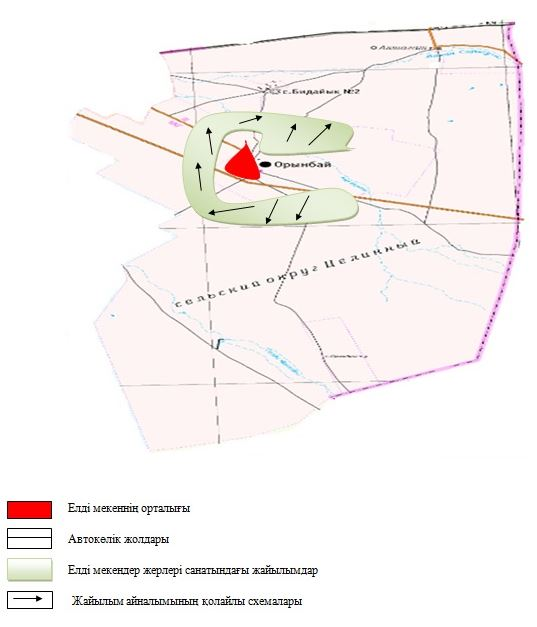 с.Бидайық №2
Орынбай
сельский округ Целинный
Елді мекеннің орталығы
Автокөлік жолдары
Елді мекендер жерлері санатындағы жайылымдар
Жайылым айналымының қолайлы схемалары